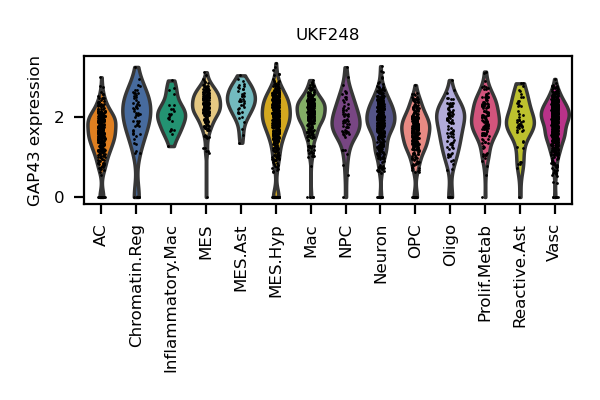 UKF248
GAP43 expression
2
0
AC
Chromatin.Reg
Inflammatory.Mac
MES
MES.Ast
MES.Hyp
Mac
NPC
Neuron
OPC
Oligo
Prolif.Metab
Reactive.Ast
Vasc